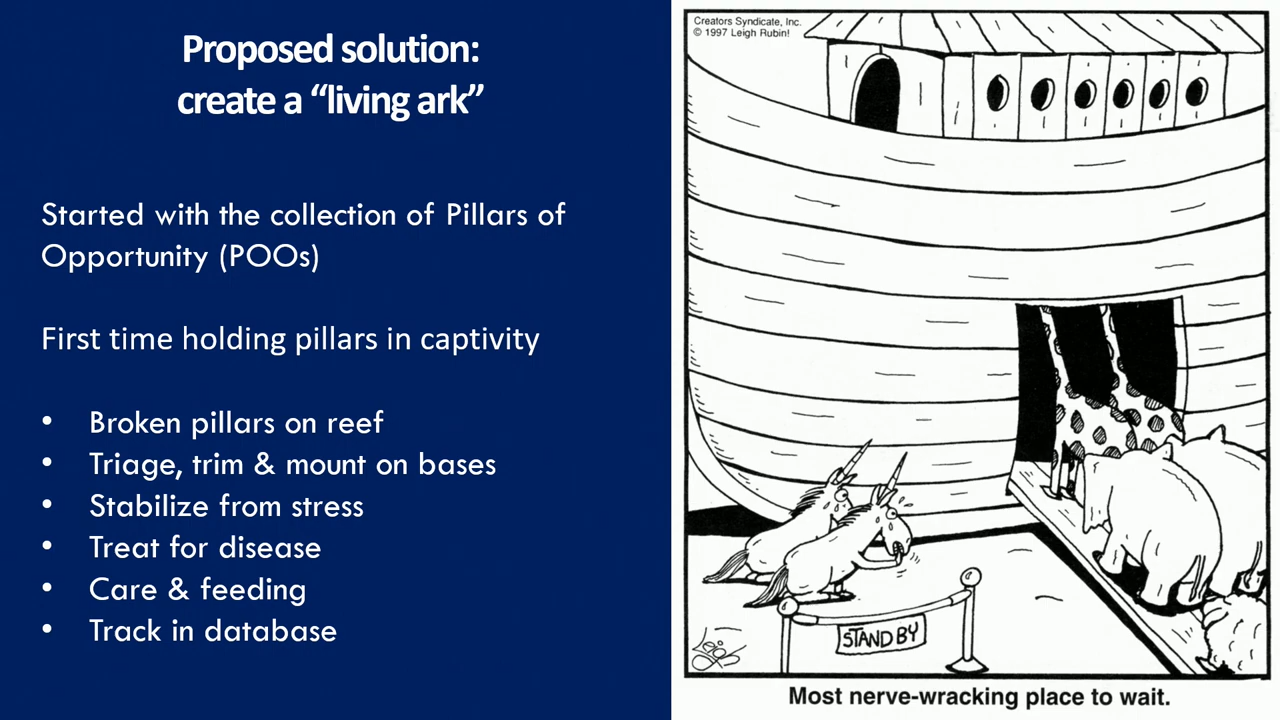 Proposed solution:
create a “living ark”
Started with the collection of Pillars of
Opportunity (POOs)
First time holding pillars in captivity
• Broken pillars on reef
• Triage, trim & mount on bases
• Stabilize from stress
• Treat for disease
• Care & feeding
• Track in database
Creators Syndicate, Inc.
© 1997 Leigh Rubin!
STAND BY
Leigh
Most nerve-wracking place to wait.